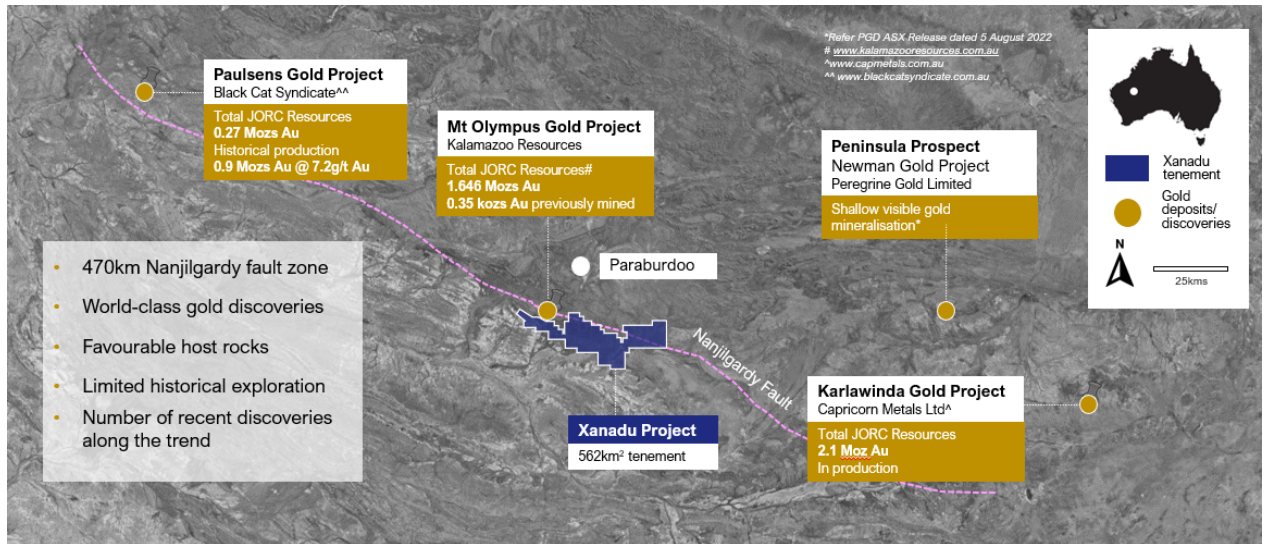 *Refer PGD ASX Release dated 5 August 2022
# www.kalamazooresources.com.au
^www.capmetals.com.au
^^ www.blackcatsyndicate.com.au
Paulsens Gold Project
Black Cat Syndicate^^
Total JORC Resources
0.27 Mozs Au
Historical production
0.9 Mozs Au @ 7.2g/t Au
Mt Olympus Gold Project
Kalamazoo Resources
Total JORC Resources#
1.646 Mozs Au
0.35 kozs Au previously mined
Peninsula Prospect
Newman Gold Project
Peregrine Gold Limited
Shallow visible gold
mineralisation*
Xanadu
tenement
Gold
deposits/
discoveries
N
25kms
• 470km Nanjilgardy fault zone
• World-class gold discoveries
• Favourable host rocks
• Limited historical exploration
• Number of recent discoveries
along the trend
Paraburdoo
Nanjilgardy Fault
Xanadu Project
562km² tenement
Karlawinda Gold Project
Capricorn Metals Ltd^
Total JORC Resources
2.1 Moz Au
In production